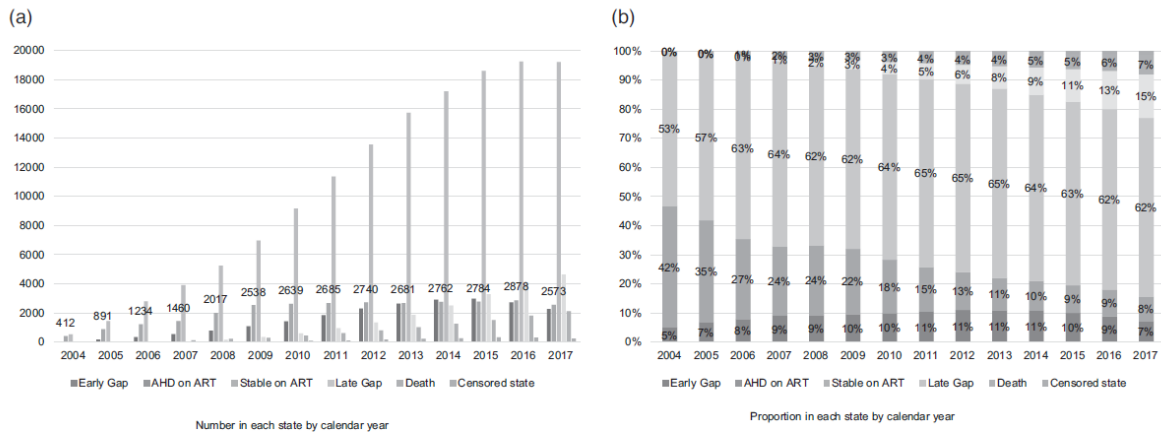 (a)
20000
18000
16000
14000
12000
10000
8000
6000
4000
2000
0
412 891 1234 1460 2017 2538 2639 2685 2740 2681 2762 2784 2878 2573
2004 2005 2006 2007 2008 2009 2010 2011 2012 2013 2014 2015 2016 2017
Early Gap AHD on ART Stable on ART Late Gap Death Censored state
Number in each state by calendar year
(b)
100%
90%
80%
70%
60%
50%
40%
30%
20%
10%
0%
0% 0% 1% 2% 3% 3% 3% 4% 4% 4% 5% 5% 6% 7%
0% 1% 2% 3% 4% 5% 6% 8% 9% 11% 13% 15%
53% 57% 63% 64% 62% 62% 64% 65% 65% 65% 64% 63% 62% 62%
42% 35% 27% 24% 24% 22% 18% 15% 13% 11% 10% 9% 9% 8%
5% 7% 8% 9% 9% 10% 10% 11% 11% 11% 11% 10% 9% 7%
2004 2005 2006 2007 2008 2009 2010 2011 2012 2013 2014 2015 2016 2017
Early Gap AHD on ART Stable on ART Late Gap Death Censored state
Proportion in each state by calendar year